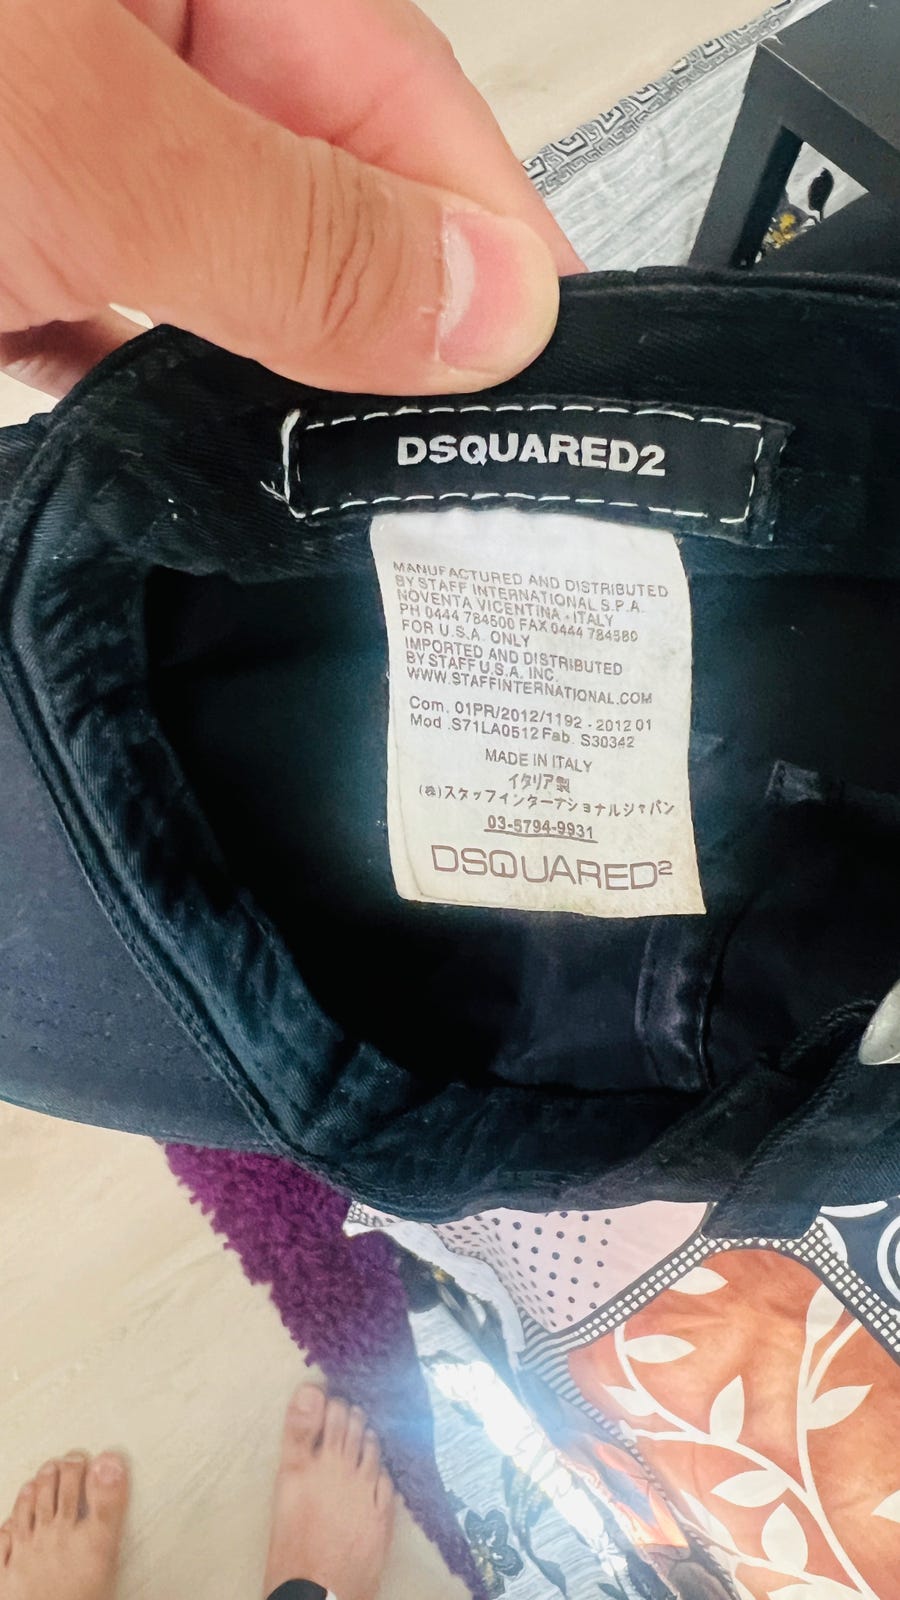 DSQUARED2
MANUFACTURED AND DISTRIBUTED
BY STAFF INTERNATIONAL S.P.A.
NOVENTA VICENTINA - ITALY
PH 0444 784500 FAX 0444 784580
FOR U.S.A. ONLY
IMPORTED AND DISTRIBUTED
BY STAFF U.S.A. INC.
WWW.STAFFINTERNATIONAL.COM
Com. 01PR/2012/1192 - 2012 01
Mod .S71LA0512 Fab. S30342
MADE IN ITALY
イタリア製
(株)スタッフインターナショナルジャパン
03-5794-9931
DSQUARED²